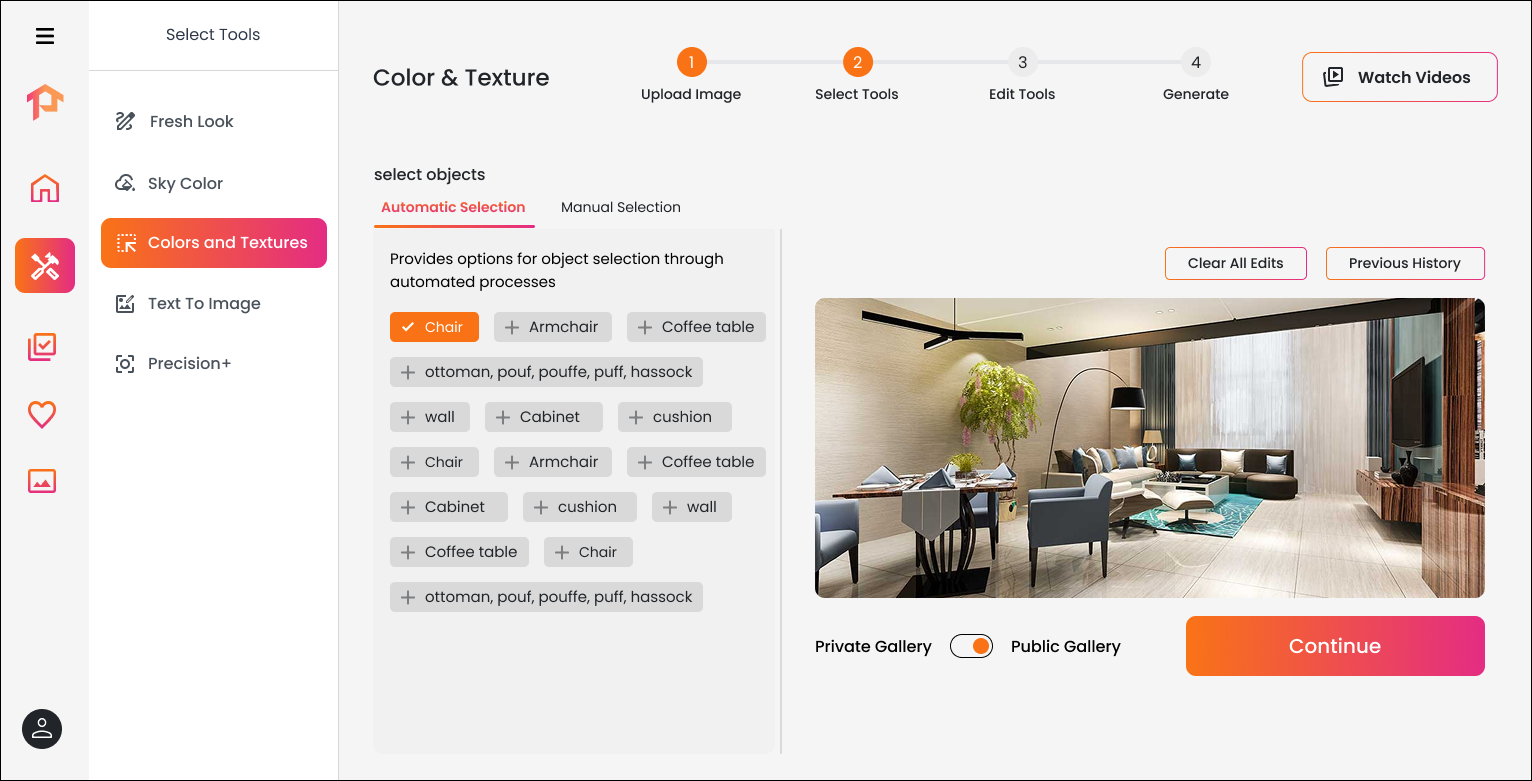 Select Tools
Fresh Look
Sky Color
Colors and Textures
Text To Image
Precision+
Color & Texture
1
2
3
4
Upload Image
Select Tools
Edit Tools
Generate
Watch Videos
select objects
Automatic Selection
Manual Selection
Provides options for object selection through
automated processes
Chair
Armchair
Coffee table
ottoman, pouf, pouffe, puff, hassock
wall
Cabinet
cushion
Chair
Armchair
Coffee table
Cabinet
cushion
wall
Coffee table
Chair
ottoman, pouf, pouffe, puff, hassock
Clear All Edits
Previous History
Private Gallery
Public Gallery
Continue